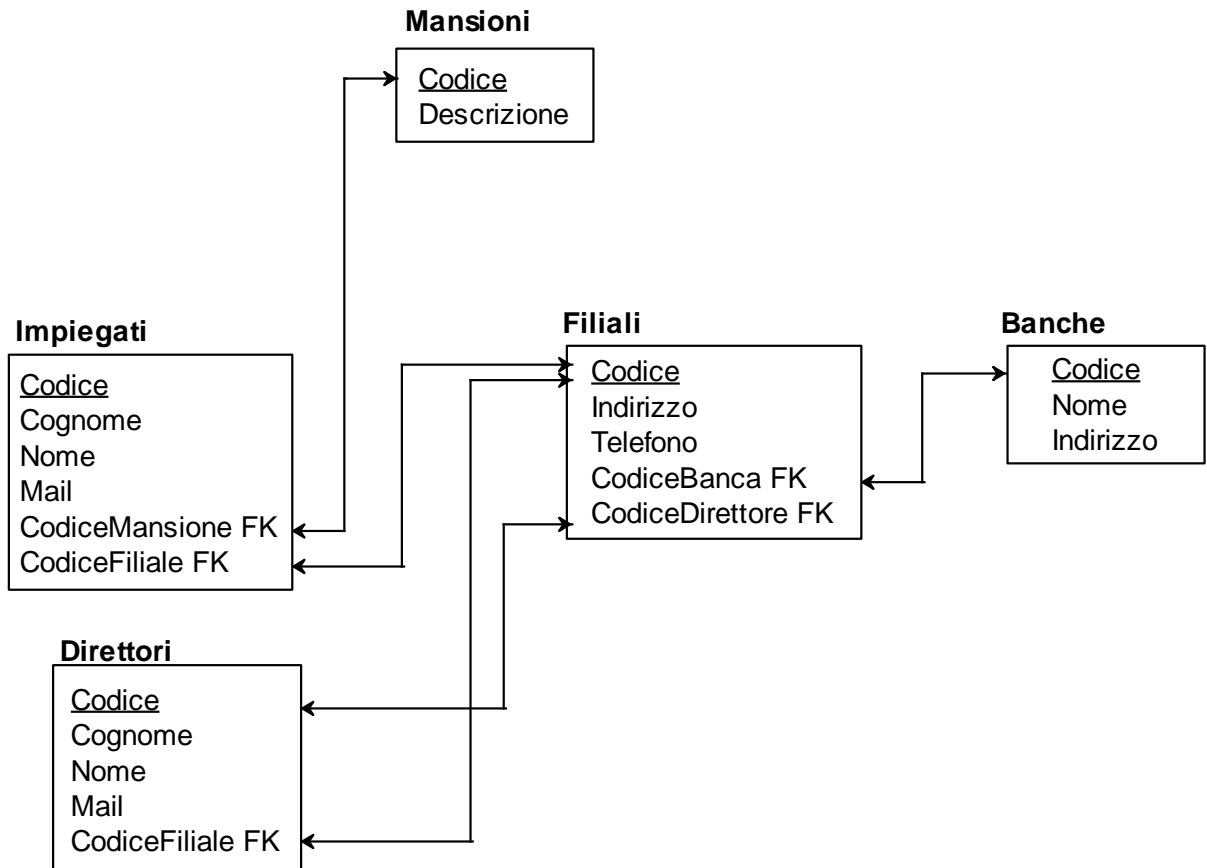 Mansioni
Codice
Descrizione
Impiegati
Codice
Cognome
Nome
Mail
CodiceMansione FK
CodiceFiliale FK
Filiali
Codice
Indirizzo
Telefono
CodiceBanca FK
CodiceDirettore FK
Banche
Codice
Nome
Indirizzo
Direttori
Codice
Cognome
Nome
Mail
CodiceFiliale FK